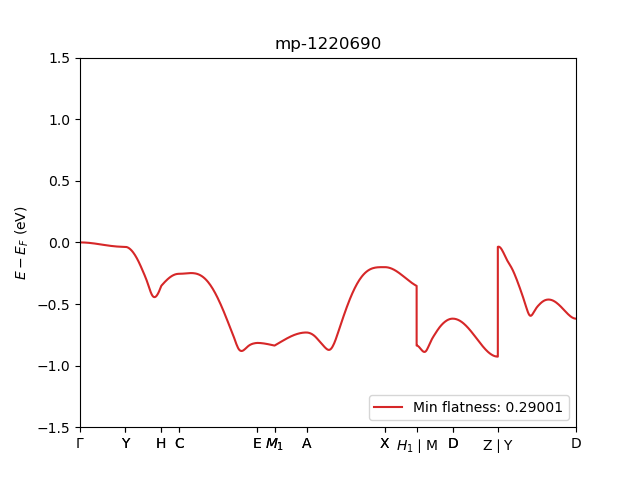 mp-1220690
1.5
1.0
0.5
0.0
−0.5
−1.0
−1.5
E − E_F (eV)
Min flatness: 0.29001
Γ Y H C E M_1 A X H_1 | M D Z | Y D